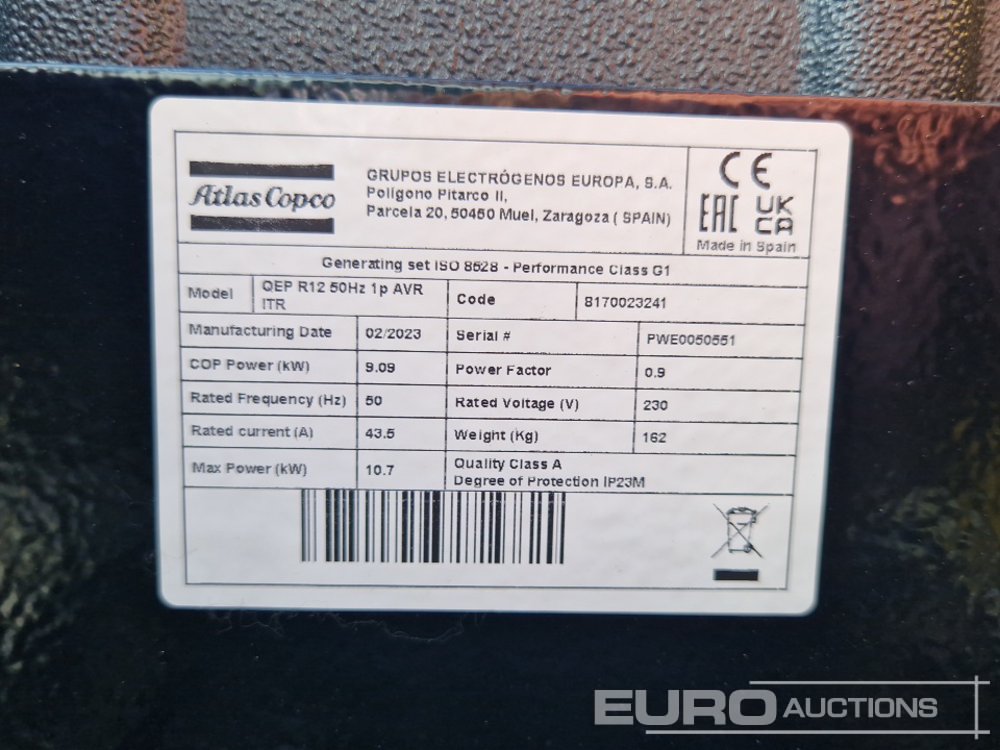 Atlas Copco
GRUPOS ELECTRÓGENOS EUROPA, S.A.
Polígono Pitarco II,
Parcela 20, 50450 Muel, Zaragoza ( SPAIN)
CE
EAC UK CA
Made in Spain
Generating set ISO 8528 - Performance Class G1
Model QEP R12 50Hz 1p AVR ITR Code 8170023241
Manufacturing Date 02/2023 Serial # PWE0050551
COP Power (kW) 9.09 Power Factor 0.9
Rated Frequency (Hz) 50 Rated Voltage (V) 230
Rated current (A) 43.5 Weight (Kg) 162
Max Power (kW) 10.7 Quality Class A
Degree of Protection IP23M
EURO AUCTIONS